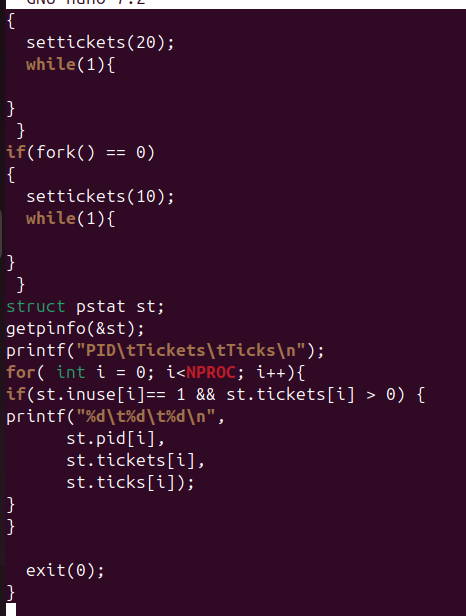 GNU nano 7.2
{
  settickets(20);
  while(1){

}
 }
if(fork() == 0)
{
  settickets(10);
  while(1){

}
 }
struct pstat st;
getpinfo(&st);
printf("PID\tTickets\tTicks\n");
for( int i = 0; i<NPROC; i++){
if(st.inuse[i]== 1 && st.tickets[i] > 0) {
printf("%d\t%d\t%d\n",
      st.pid[i],
      st.tickets[i],
      st.ticks[i]);
}
}

  exit(0);
}